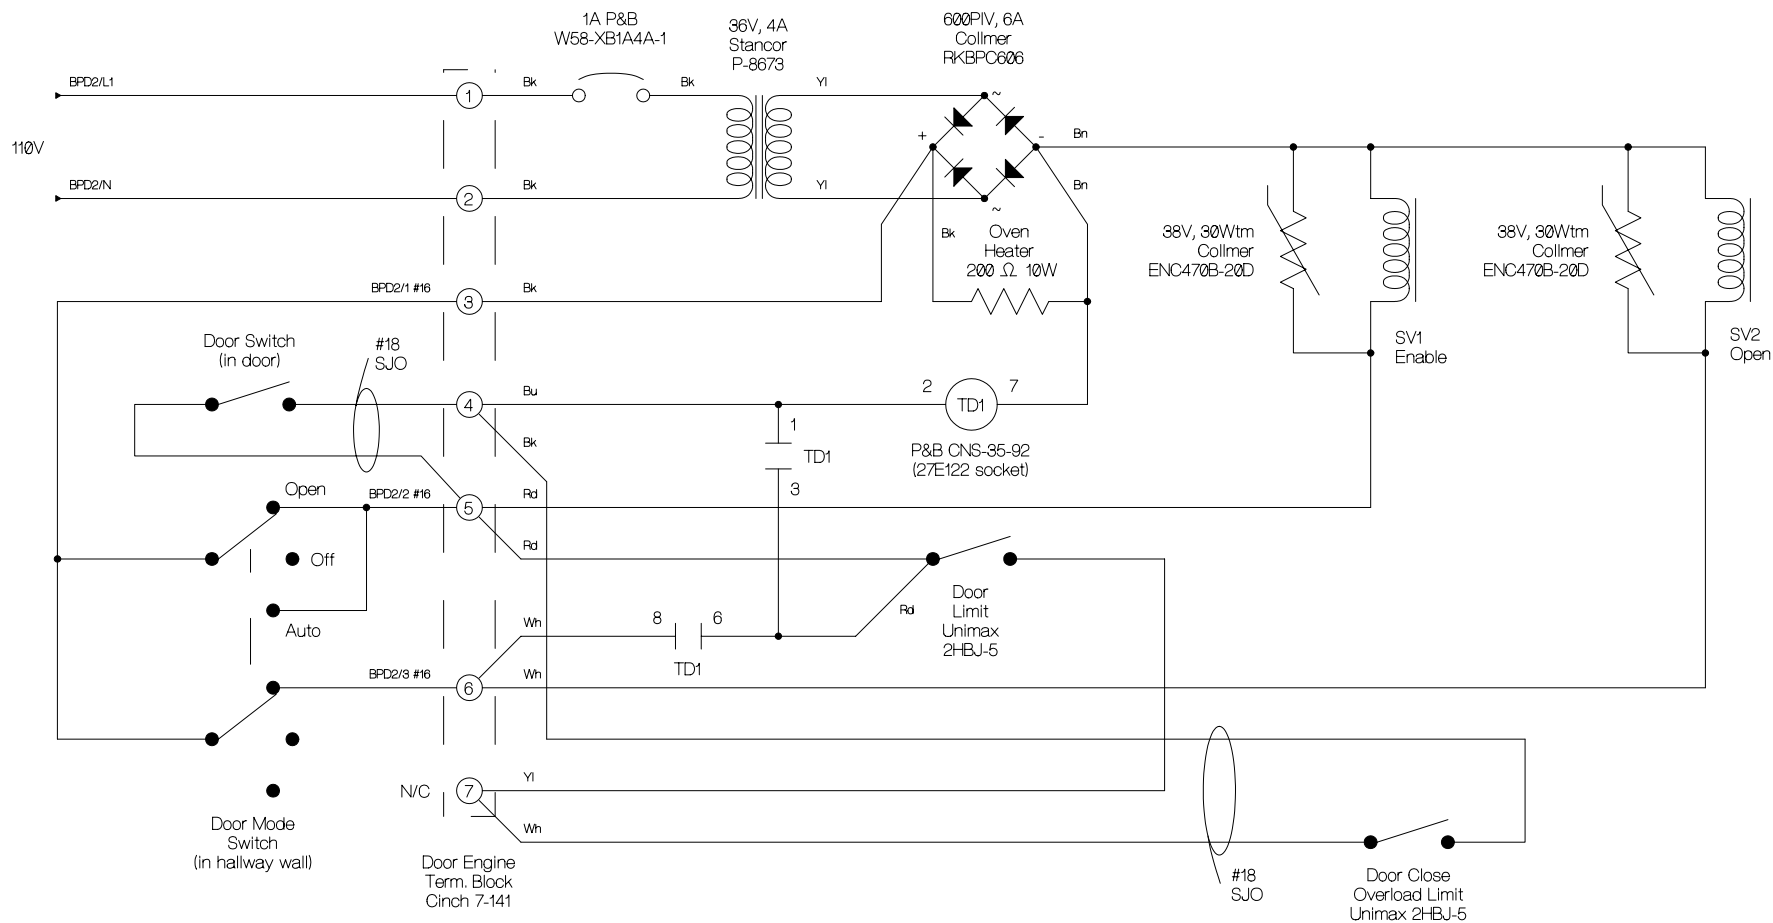 1A P&B
W58-XB1A4A-1
36V, 4A
Stancor
P-8673
600PIV, 6A
Collmer
RKBPC606
BPD2/L1
1
Bk
Bk
Yl
~
110V
+
-
Bn
BPD2/N
2
Bk
Yl
~
Bn
Bk
Oven
Heater
200 Ω 10W
38V, 30Wtm
Collmer
ENC470B-20D
38V, 30Wtm
Collmer
ENC470B-20D
BPD2/1 #16
3
Bk
SV1
Enable
SV2
Open
Door Switch
(in door)
#18
SJO
4
Bu
2
TD1
7
P&B CNS-35-92
(27E122 socket)
Bk
1
TD1
3
Open
BPD2/2 #16
5
Rd
Rd
Off
Auto
Door
Limit
Unimax
2HBJ-5
Rd
Wh
8
6
TD1
BPD2/3 #16
6
Wh
N/C
7
Yl
Wh
Door Mode
Switch
(in hallway wall)
Door Engine
Term. Block
Cinch 7-141
#18
SJO
Door Close
Overload Limit
Unimax 2HBJ-5